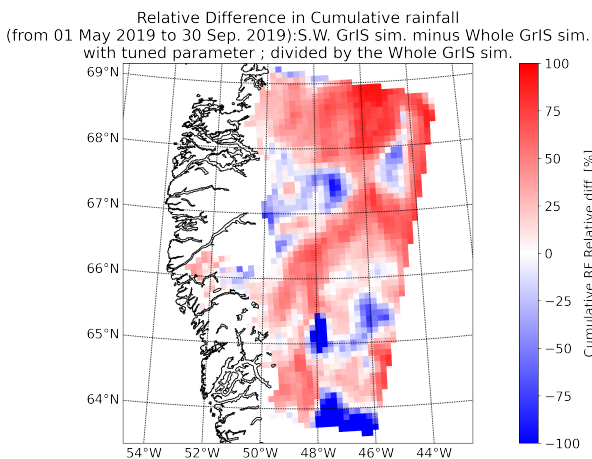 Relative Difference in Cumulative rainfall
(from 01 May 2019 to 30 Sep. 2019):S.W. GrIS sim. minus Whole GrIS sim.
with tuned parameter ; divided by the Whole GrIS sim.
69°N
68°N
67°N
66°N
65°N
64°N
54°W 52°W 50°W 48°W 46°W 44°W
100
75
50
25
0
−25
−50
−75
−100
Cumulative RF Relative diff. [%]